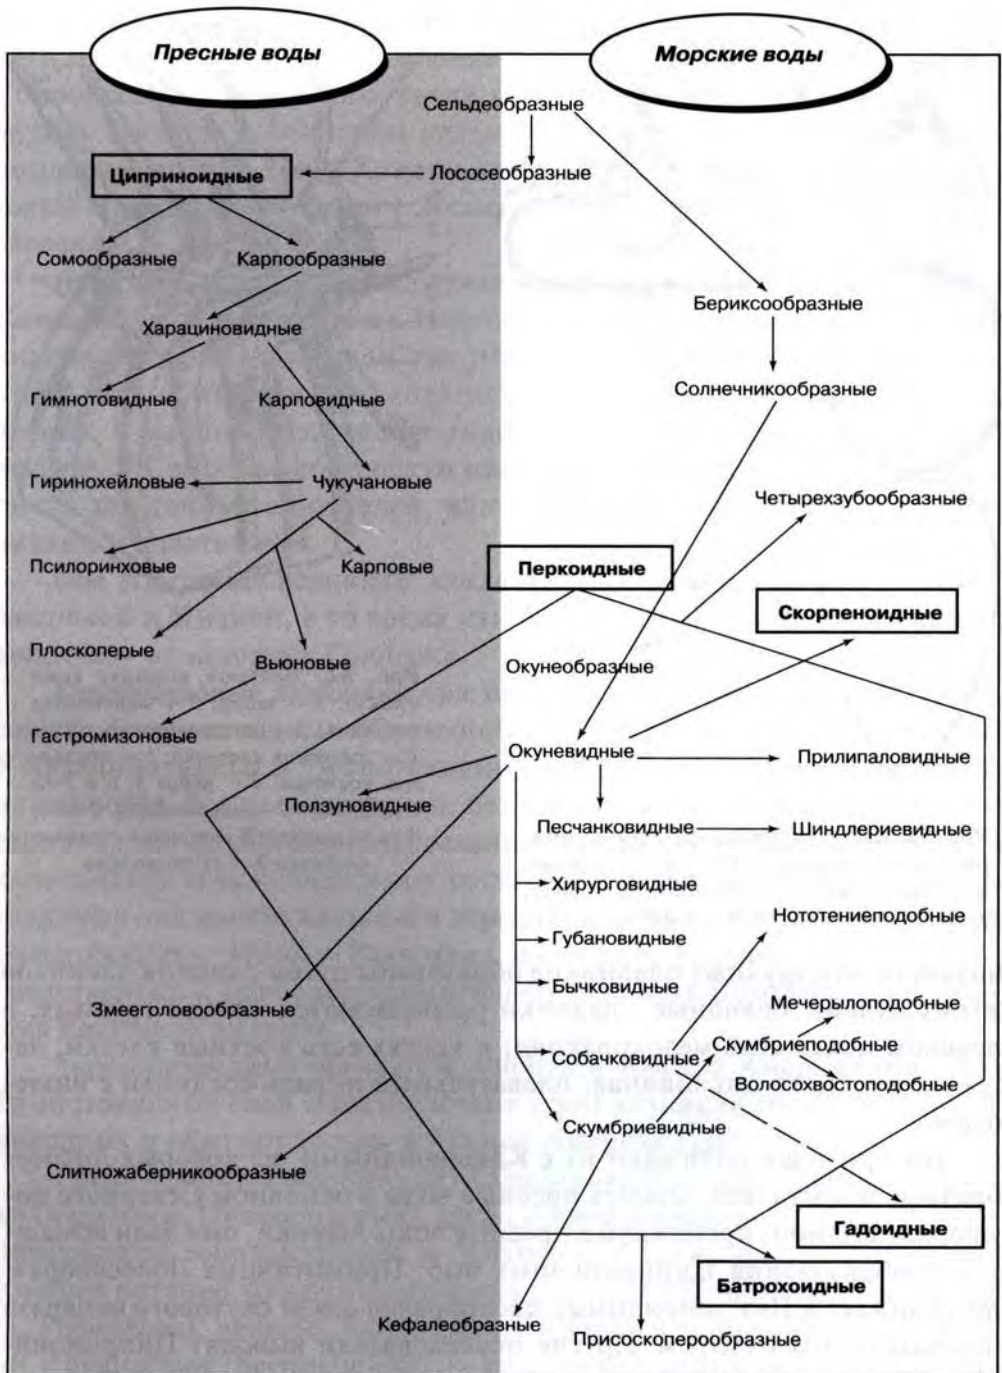 Пресные воды
Морские воды
Сельдеобразные
Циприноидные
Лососеобразные
Сомообразные
Карпообразные
Бериксообразные
Харациновидные
Солнечникообразные
Гимнотовидные
Карповидные
Гиринохейловые
Чукучановые
Четырехзубообразные
Псилоринховые
Карповые
Перкоидные
Скорпеноидные
Плоскоперые
Вьюновые
Окунеобразные
Гастромизоновые
Окуневидные
Прилипаловидные
Ползуновидные
Песчанковидные
Шиндлериевидные
Хирурговидные
Нототениеподобные
Губановидные
Бычковидные
Мечерылоподобные
Змееголовообразные
Собачковидные
Скумбриеподобные
Волосохвостоподобные
Скумбриевидные
Слитножаберникообразные
Гадоидные
Батрохоидные
Кефалеобразные
Присоскоперообразные